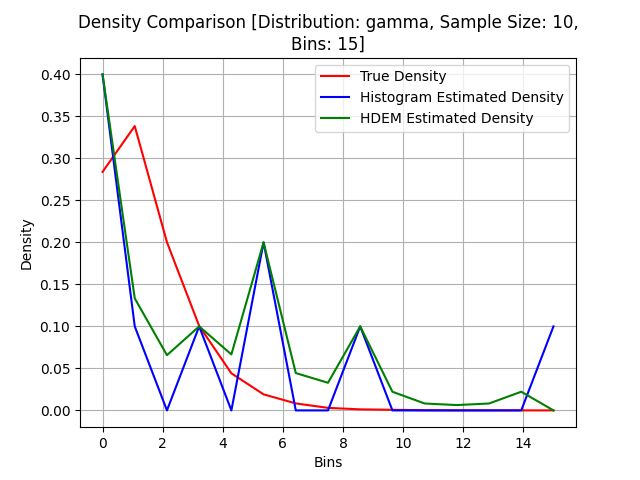 Density Comparison [Distribution: gamma, Sample Size: 10,
Bins: 15]
True Density
Histogram Estimated Density
HDEM Estimated Density
Density
0.40
0.35
0.30
0.25
0.20
0.15
0.10
0.05
0.00
0 2 4 6 8 10 12 14
Bins